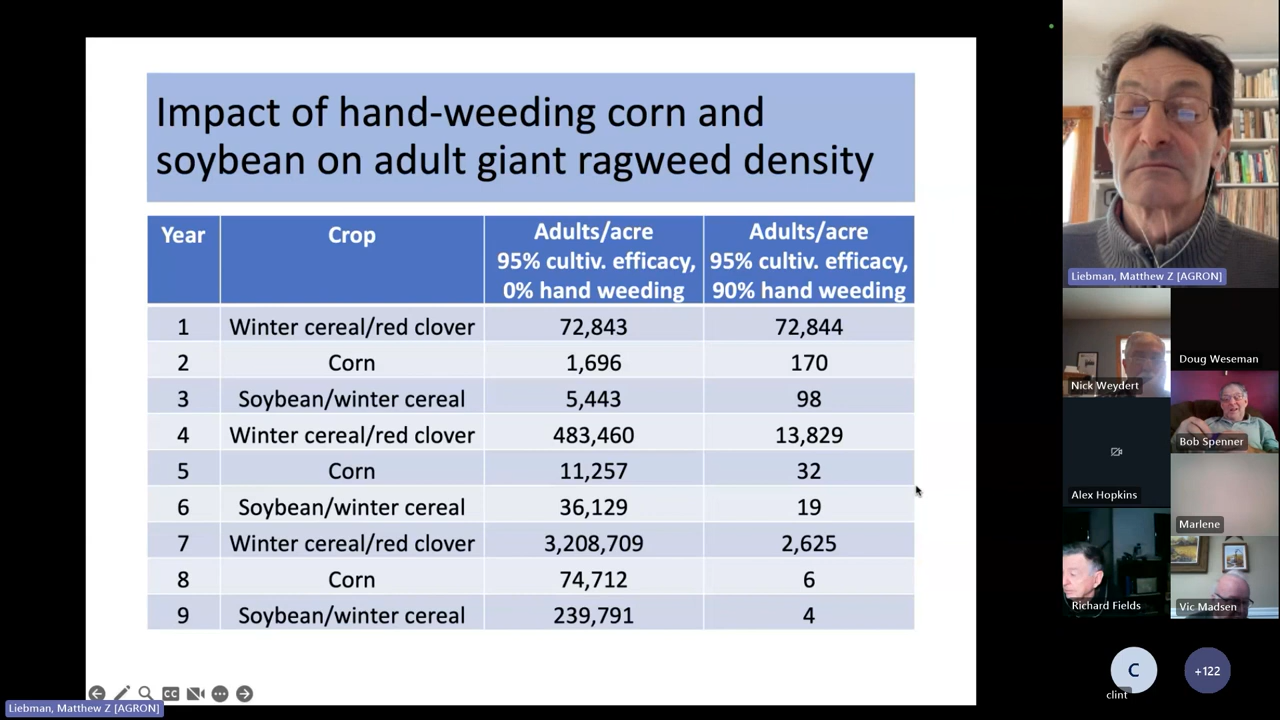 Impact of hand-weeding corn and
soybean on adult giant ragweed density
Year Crop Adults/acre 95% cultiv. efficacy, 0% hand weeding Adults/acre 95% cultiv. efficacy, 90% hand weeding
1 Winter cereal/red clover 72,843 72,844
2 Corn 1,696 170
3 Soybean/winter cereal 5,443 98
4 Winter cereal/red clover 483,460 13,829
5 Corn 11,257 32
6 Soybean/winter cereal 36,129 19
7 Winter cereal/red clover 3,208,709 2,625
8 Corn 74,712 6
9 Soybean/winter cereal 239,791 4
CC
Liebman, Matthew Z [AGRON]
Liebman, Matthew Z [AGRON]
Nick Weydert
Doug Weseman
Bob Spenner
Alex Hopkins
Marlene
Richard Fields
Vic Madsen
C
clint
+122